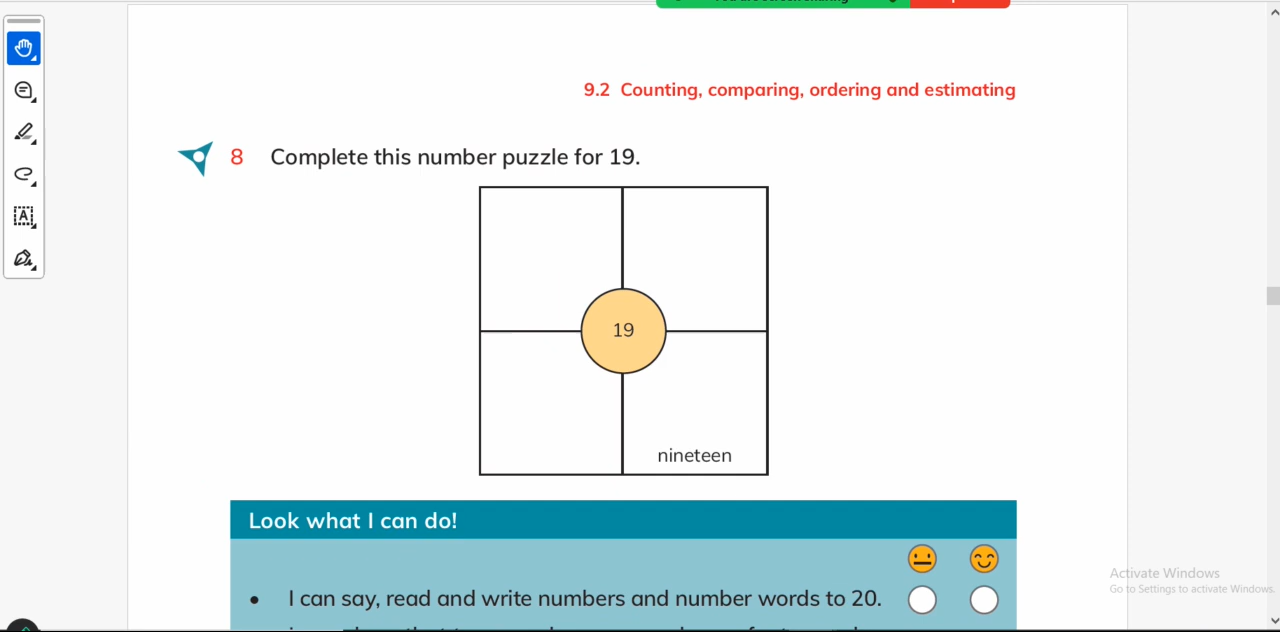 9.2 Counting, comparing, ordering and estimating
8 Complete this number puzzle for 19.
19
nineteen
Look what I can do!
I can say, read and write numbers and number words to 20.
Activate Windows
Go to Settings to activate Windows.